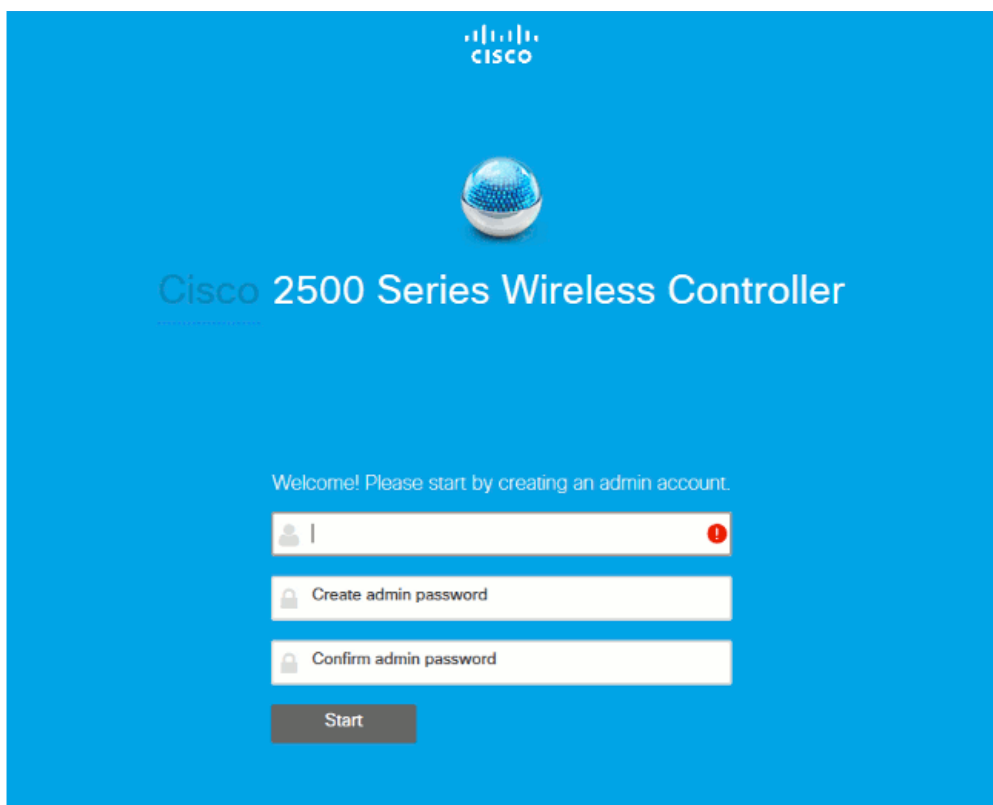 CISCO
Cisco 2500 Series Wireless Controller
Welcome! Please start by creating an admin account.
Create admin password
Confirm admin password
Start